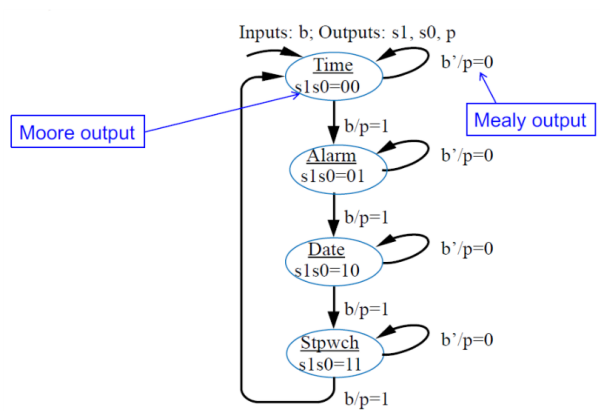 Inputs: b; Outputs: s1, s0, p
Time
s1s0=00
b'/p=0
Moore output
Mealy output
b/p=1
Alarm
s1s0=01
b'/p=0
b/p=1
Date
s1s0=10
b'/p=0
b/p=1
Stpwch
s1s0=11
b'/p=0
b/p=1